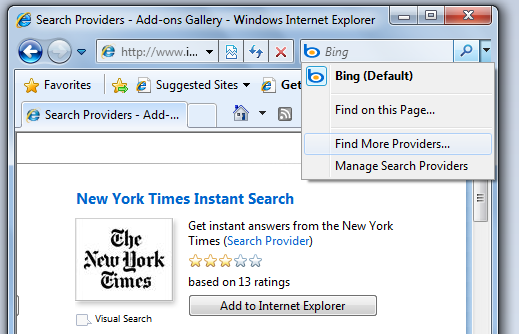 Search Providers - Add-ons Gallery - Windows Internet Explorer
http://www.i...
Bing
Favorites
Suggested Sites
Get
Search Providers - Add-...
Bing (Default)
Find on this Page...
Find More Providers...
Manage Search Providers
New York Times Instant Search
The
New York
Times
Get instant answers from the New York
Times (Search Provider)
based on 13 ratings
Add to Internet Explorer
Visual Search